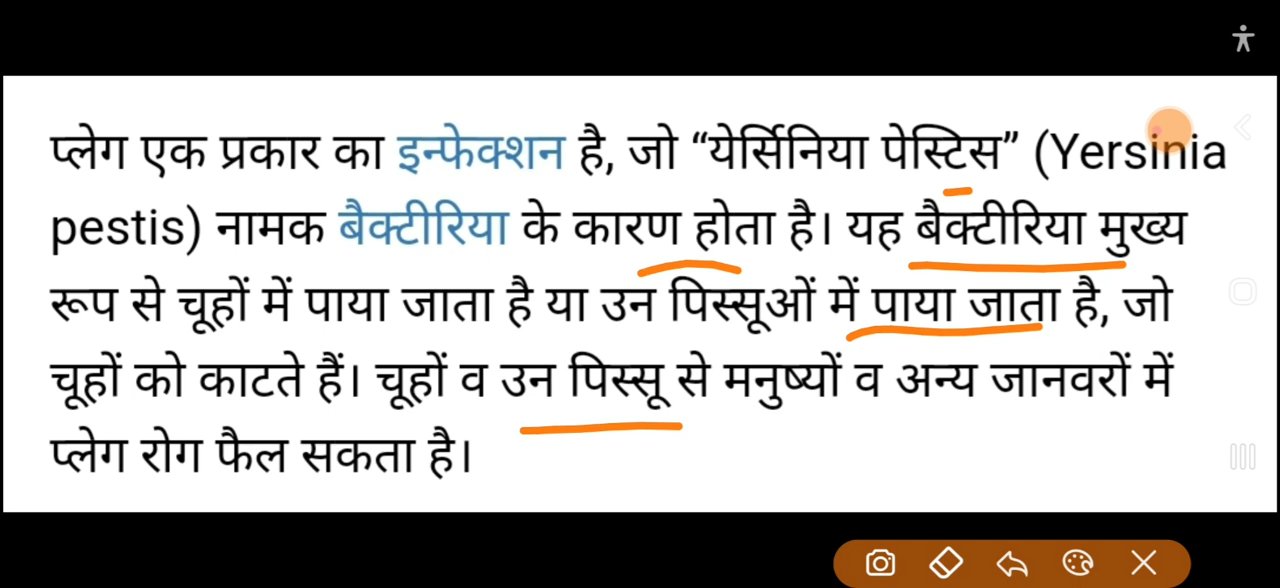 प्लेग एक प्रकार का इन्फेक्शन है, जो “येर्सिनिया पेस्टिस” (Yersinia
pestis) नामक बैक्टीरिया के कारण होता है। यह बैक्टीरिया मुख्य
रूप से चूहों में पाया जाता है या उन पिस्सूओं में पाया जाता है, जो
चूहों को काटते हैं। चूहों व उन पिस्सू से मनुष्यों व अन्य जानवरों में
प्लेग रोग फैल सकता है।